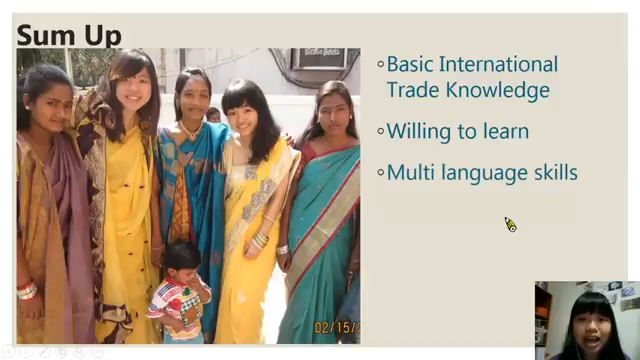 Sum Up
◦Basic International
Trade Knowledge
◦Willing to learn
◦Multi language skills
02/15/